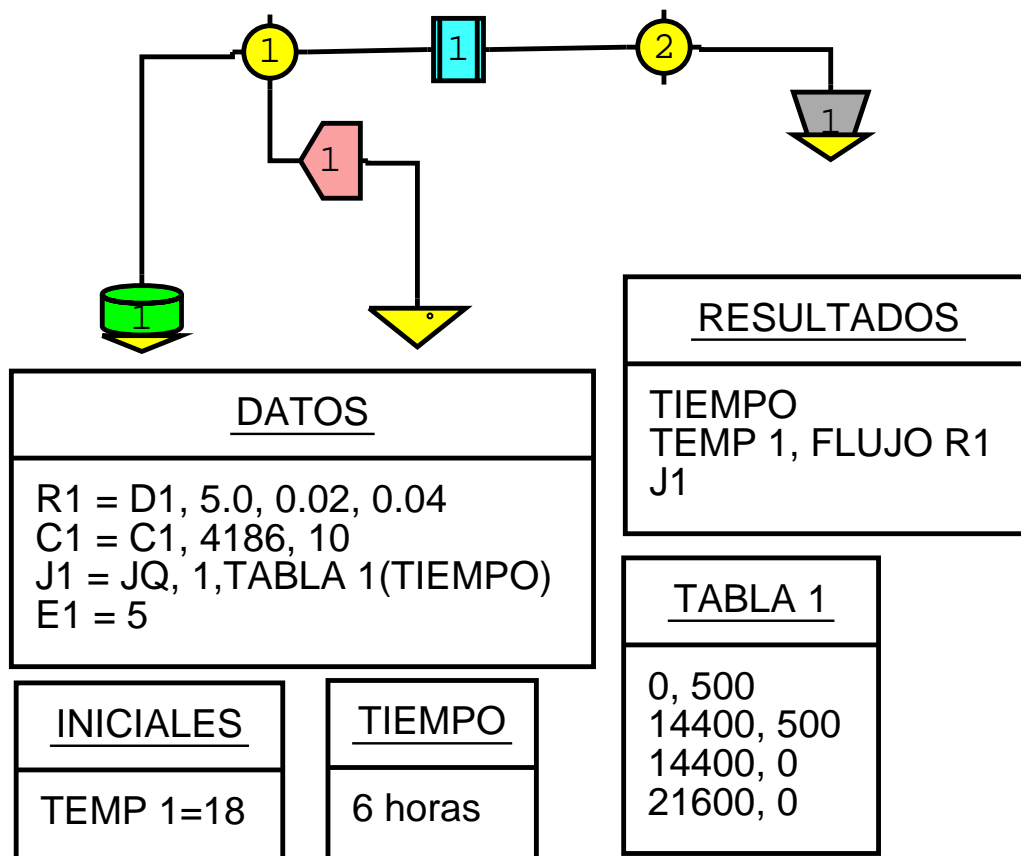 1
1
2
1
1
1
DATOS
R1 = D1, 5.0, 0.02, 0.04
C1 = C1, 4186, 10
J1 = JQ, 1,TABLA 1(TIEMPO)
E1 = 5
RESULTADOS
TIEMPO
TEMP 1, FLUJO R1
J1
TABLA 1
0, 500
14400, 500
14400, 0
21600, 0
INICIALES
TEMP 1=18
TIEMPO
6 horas